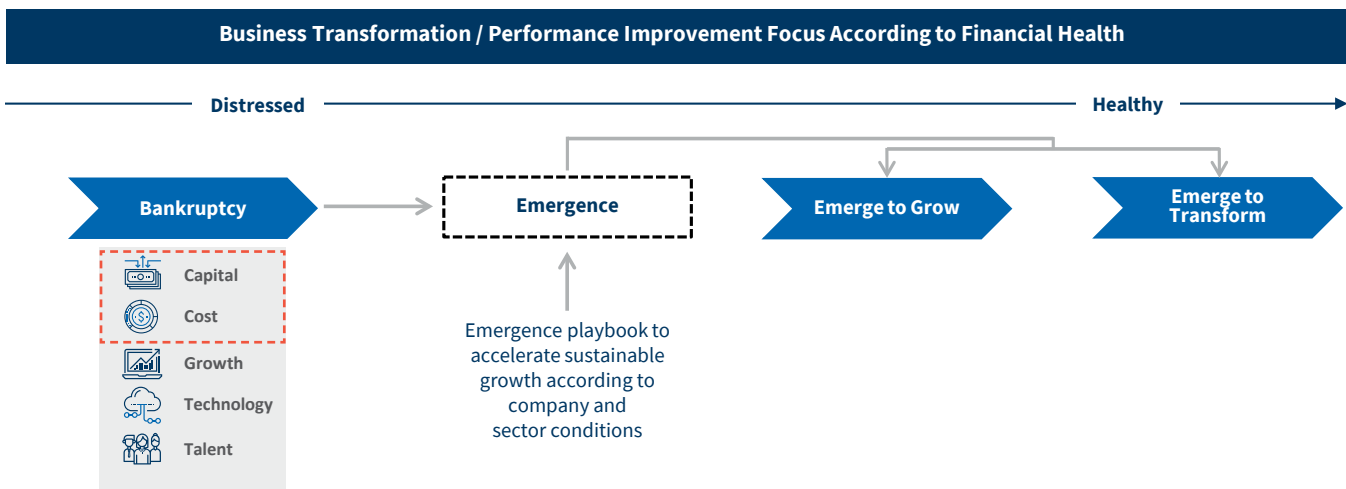 Business Transformation / Performance Improvement Focus According to Financial Health
Distressed
Healthy
Bankruptcy
Emergence
Emerge to Grow
Emerge to
Transform
Capital
Cost
Growth
Technology
Talent
Emergence playbook to
accelerate sustainable
growth according to
company and
sector conditions